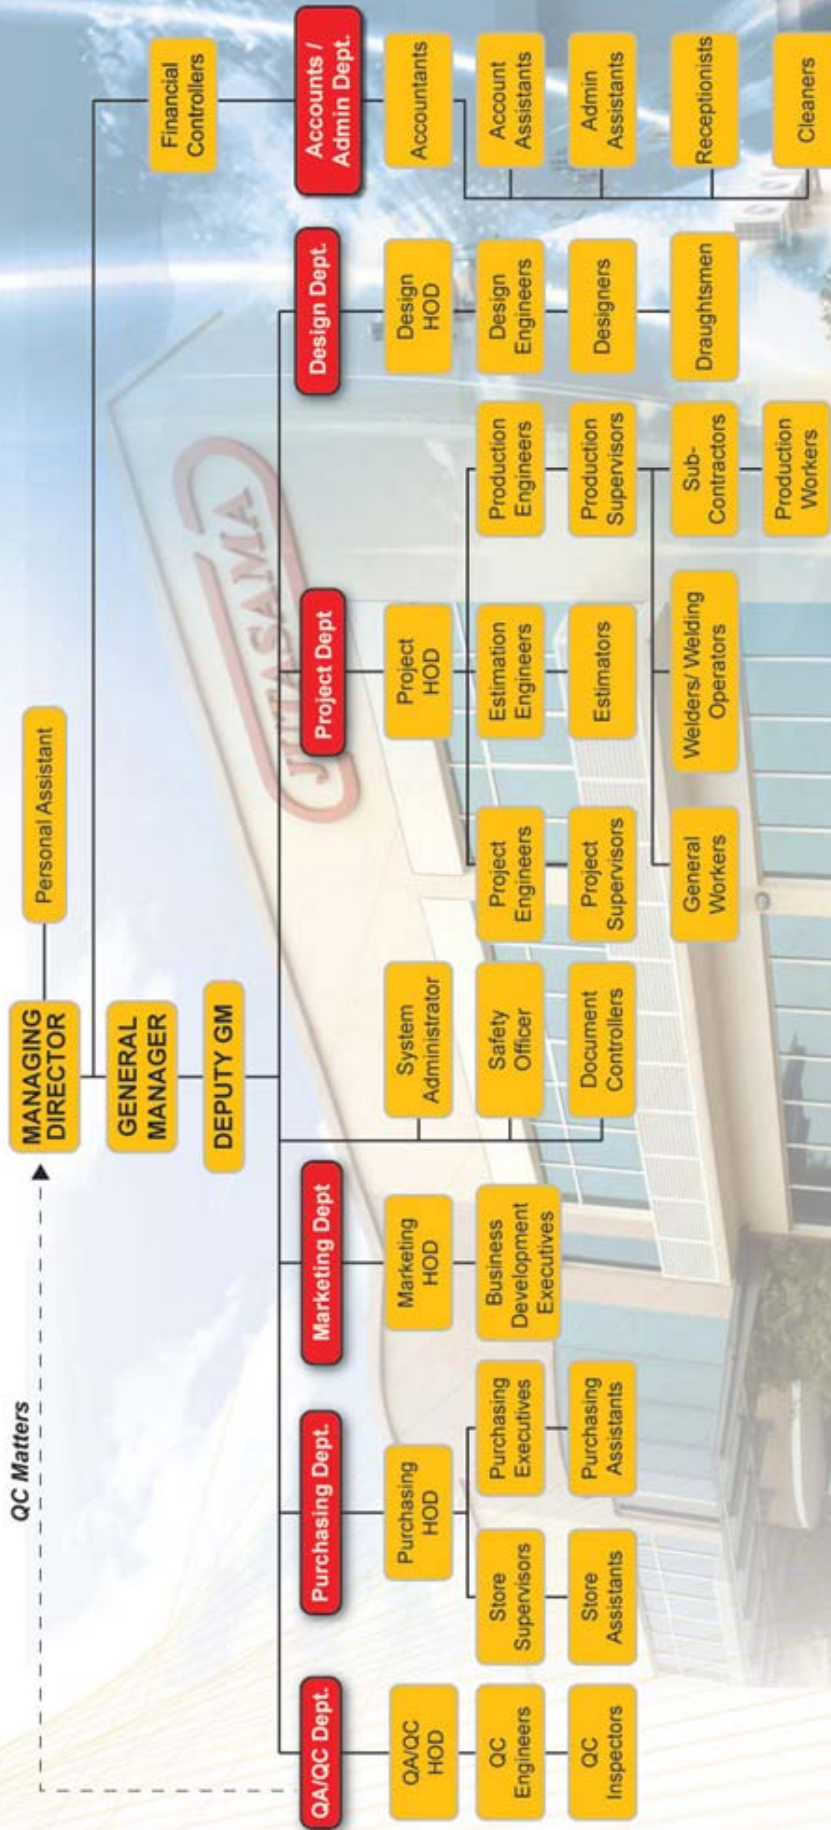 QC Matters
MANAGING
DIRECTOR
Personal Assistant
GENERAL
MANAGER
DEPUTY GM
Financial
Controllers
QA/QC Dept.
Purchasing Dept.
Marketing Dept
Project Dept
Design Dept.
Accounts /
Admin Dept.
QA/QC
HOD
Purchasing
HOD
Marketing
HOD
System
Administrator
Project
HOD
Design
HOD
Accountants
QC
Engineers
Store
Supervisors
Purchasing
Executives
Business
Development
Executives
Safety
Officer
Project
Engineers
Estimation
Engineers
Production
Engineers
Design
Engineers
Account
Assistants
QC
Inspectors
Store
Assistants
Purchasing
Assistants
Document
Controllers
Project
Supervisors
Estimators
Production
Supervisors
Designers
Admin
Assistants
General
Workers
Welders/ Welding
Operators
Sub-
Contractors
Draughtsmen
Receptionists
Production
Workers
Cleaners
JUTASAMA